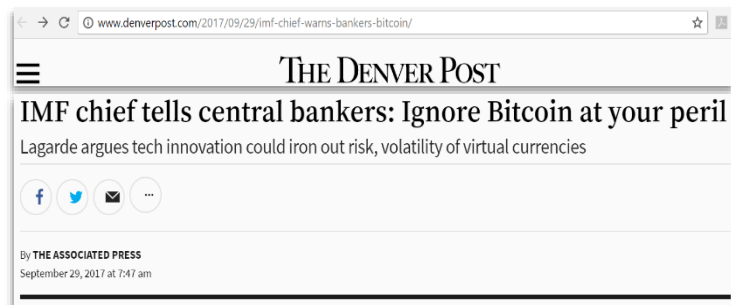 www.denverpost.com/2017/09/29/imf-chief-warns-bankers-bitcoin/
THE DENVER POST
IMF chief tells central bankers: Ignore Bitcoin at your peril
Lagarde argues tech innovation could iron out risk, volatility of virtual currencies
By THE ASSOCIATED PRESS
September 29, 2017 at 7:47 am